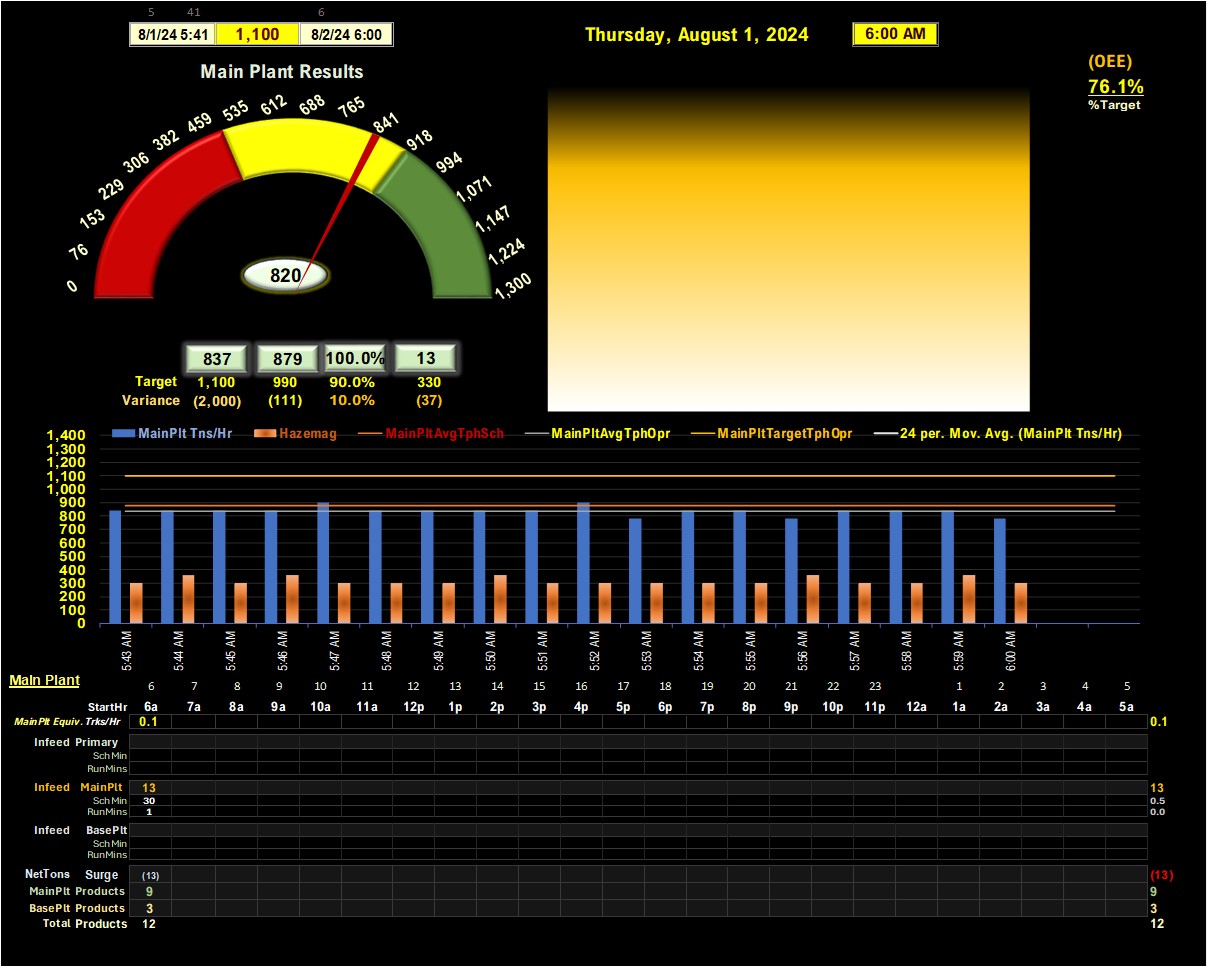 5 41 6
8/1/24 5:41 1,100 8/2/24 6:00
Thursday, August 1, 2024 6:00 AM
(OEE)
76.1%
%Target
Main Plant Results
0 76 153 229 306 382 459 535 612 688 765 841 918 994 1,071 1,147 1,224 1,300
820
837 879 100.0% 13
Target 1,100 990 90.0% 330
Variance (2,000) (111) 10.0% (37)
MainPlt Tns/Hr Hazemag MainPltAvgTphSch MainPltAvgTphOpr MainPltTargetTphOpr 24 per. Mov. Avg. (MainPlt Tns/Hr)
1,400
1,300
1,200
1,100
1,000
900
800
700
600
500
400
300
200
100
0
5:43 AM 5:44 AM 5:45 AM 5:46 AM 5:47 AM 5:48 AM 5:49 AM 5:50 AM 5:51 AM 5:52 AM 5:53 AM 5:54 AM 5:55 AM 5:56 AM 5:57 AM 5:58 AM 5:59 AM 6:00 AM
Main Plant
6 7 8 9 10 11 12 13 14 15 16 17 18 19 20 21 22 23 1 2 3 4 5
StartHr 6a 7a 8a 9a 10a 11a 12p 1p 2p 3p 4p 5p 6p 7p 8p 9p 10p 11p 12a 1a 2a 3a 4a 5a
MainPlt Equiv. Trks/Hr 0.1 0.1
Infeed Primary
Sch Min
RunMins
Infeed MainPlt 13 13
Sch Min 30 0.5
RunMins 1 0.0
Infeed BasePlt
Sch Min
RunMins
NetTons Surge (13) (13)
MainPlt Products 9 9
BasePlt Products 3 3
Total Products 12 12